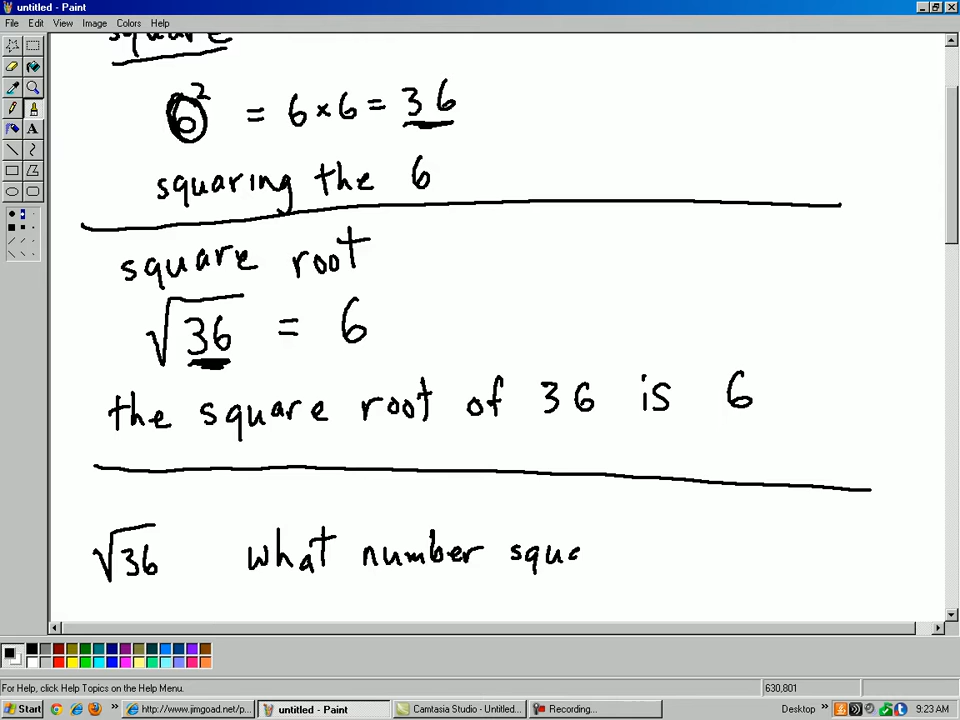 untitled - Paint
File Edit View Image Colors Help
square
6² = 6 × 6 = 36
squaring the 6
square root
√36 = 6
the square root of 36 is 6
√36 what number squa
For Help, click Help Topics on the Help Menu.
630,801
Start
http://www.jimgoad.net/p...
untitled - Paint
Camtasia Studio - Untitled...
Recording...
Desktop
9:23 AM